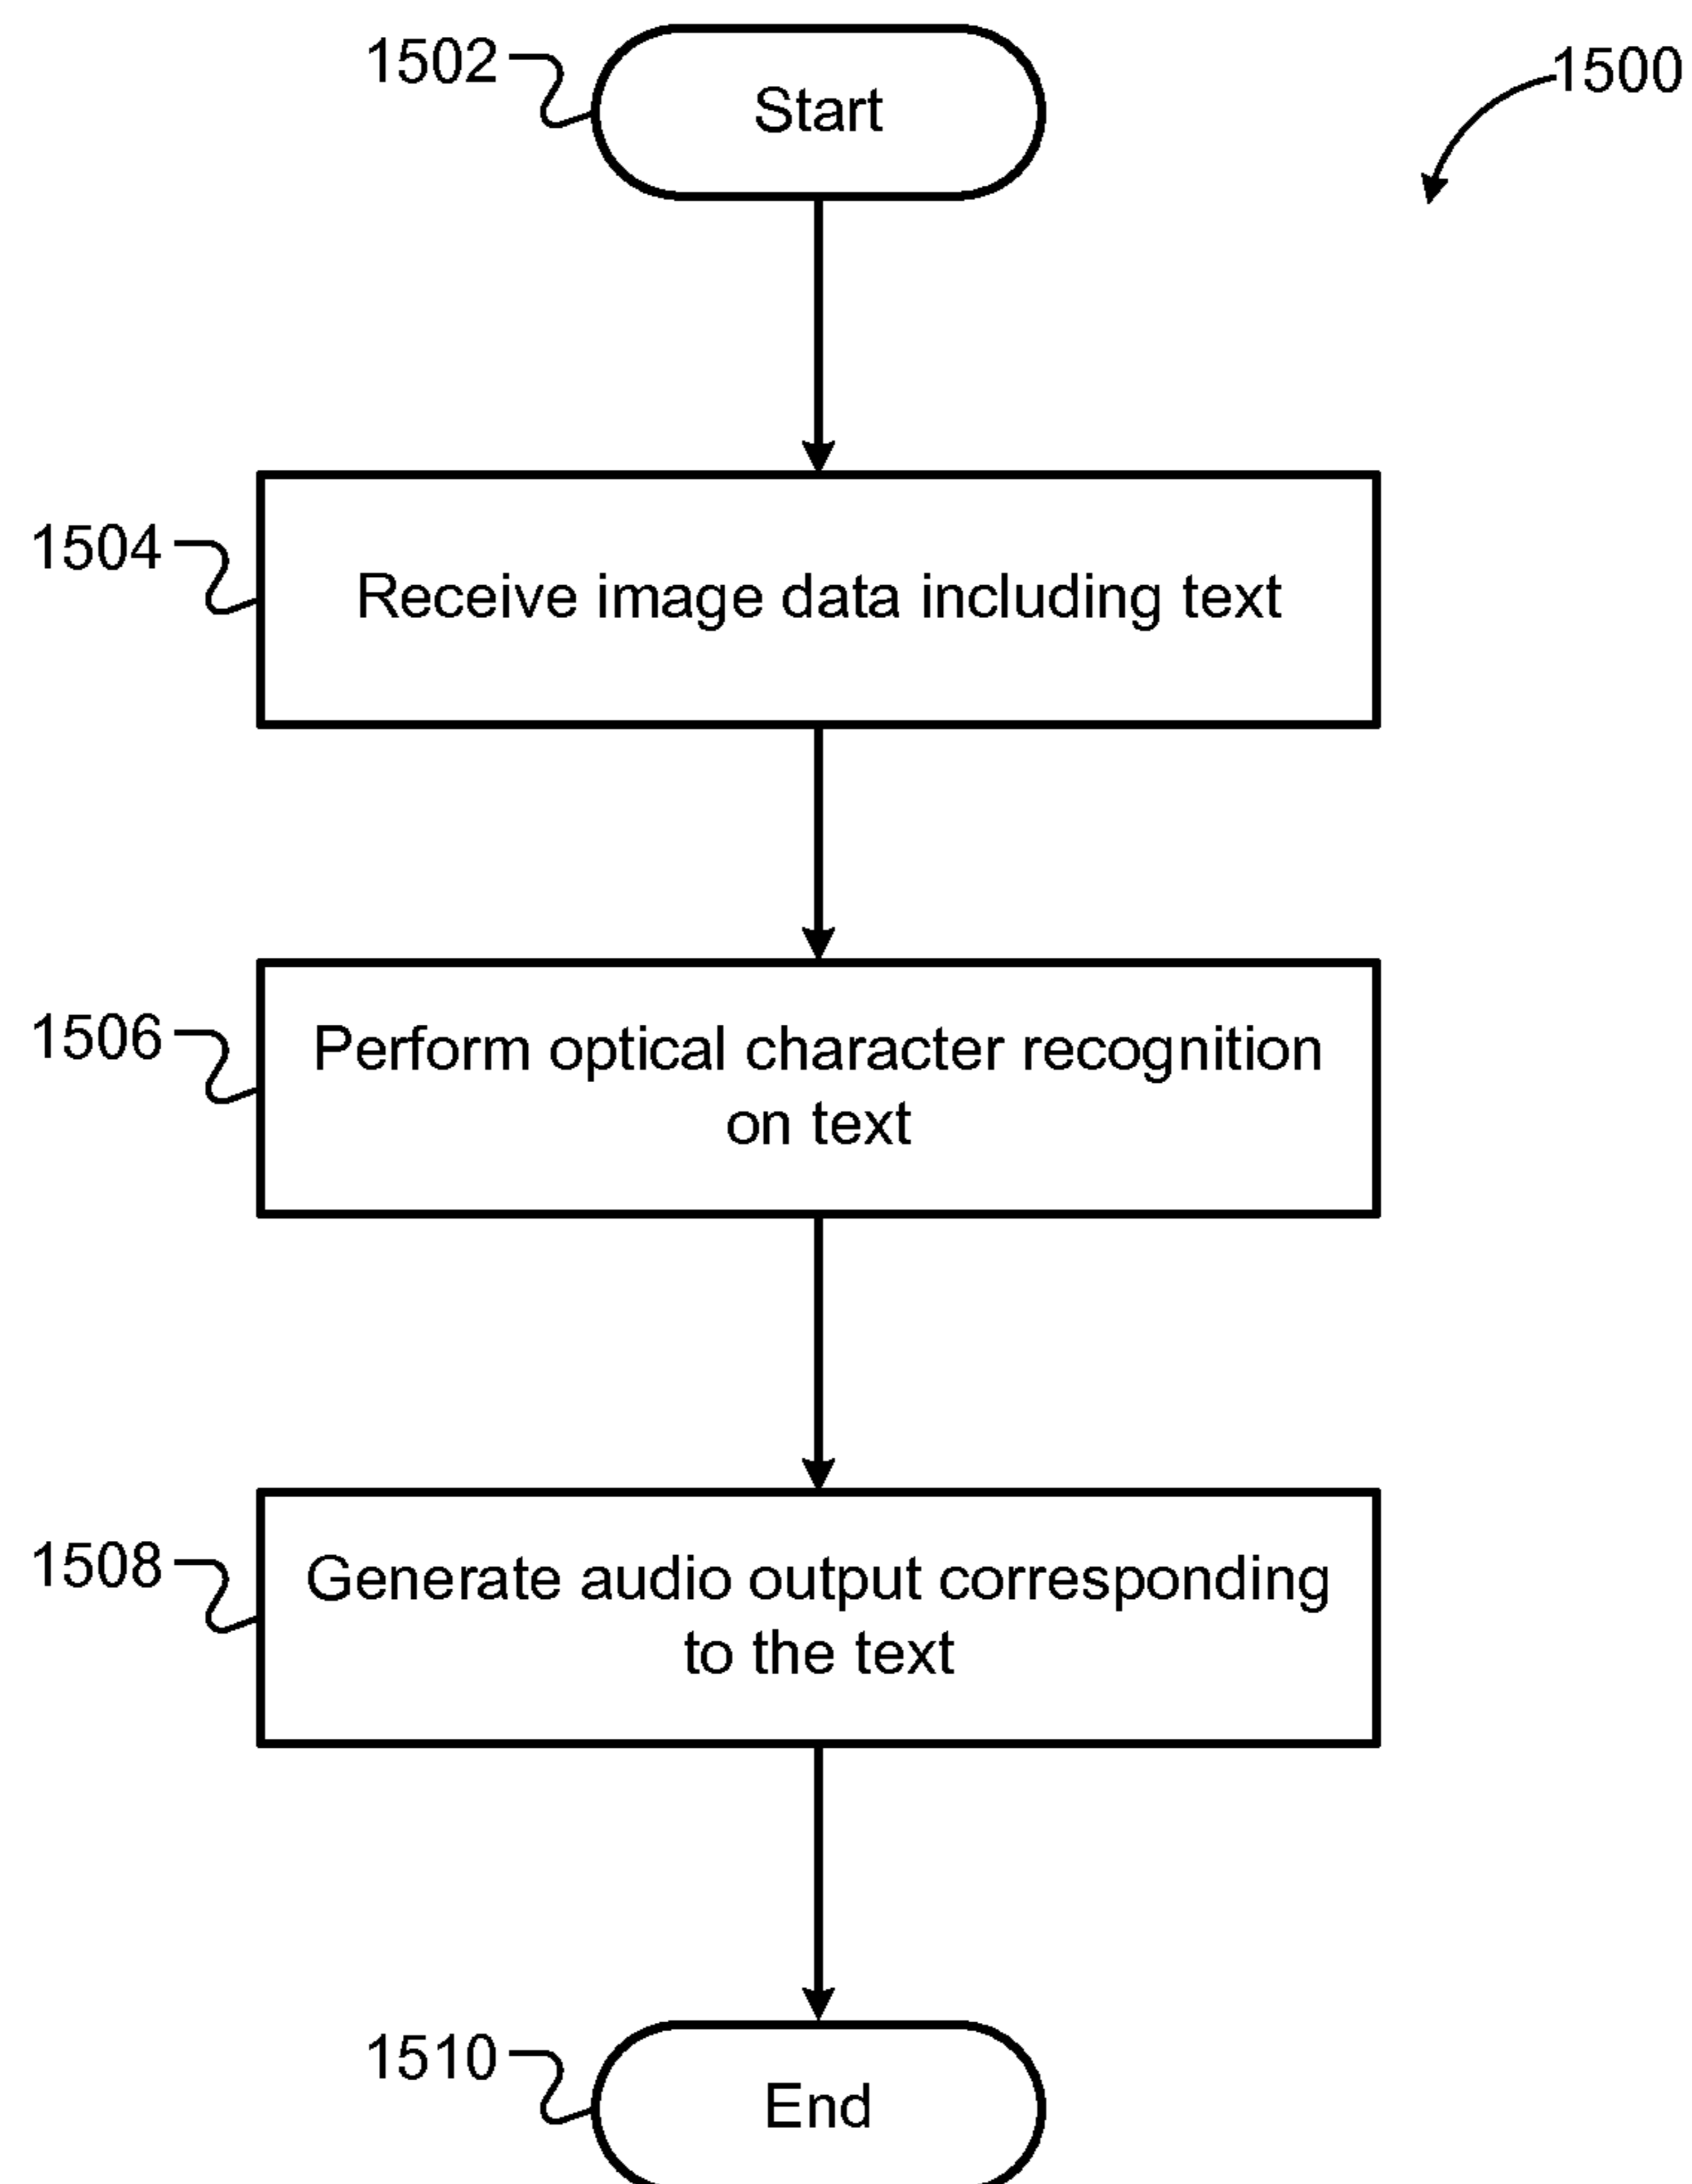 1502
Start
1500
1504
Receive image data including text
1506
Perform optical character recognition
on text
1508
Generate audio output corresponding
to the text
1510
End